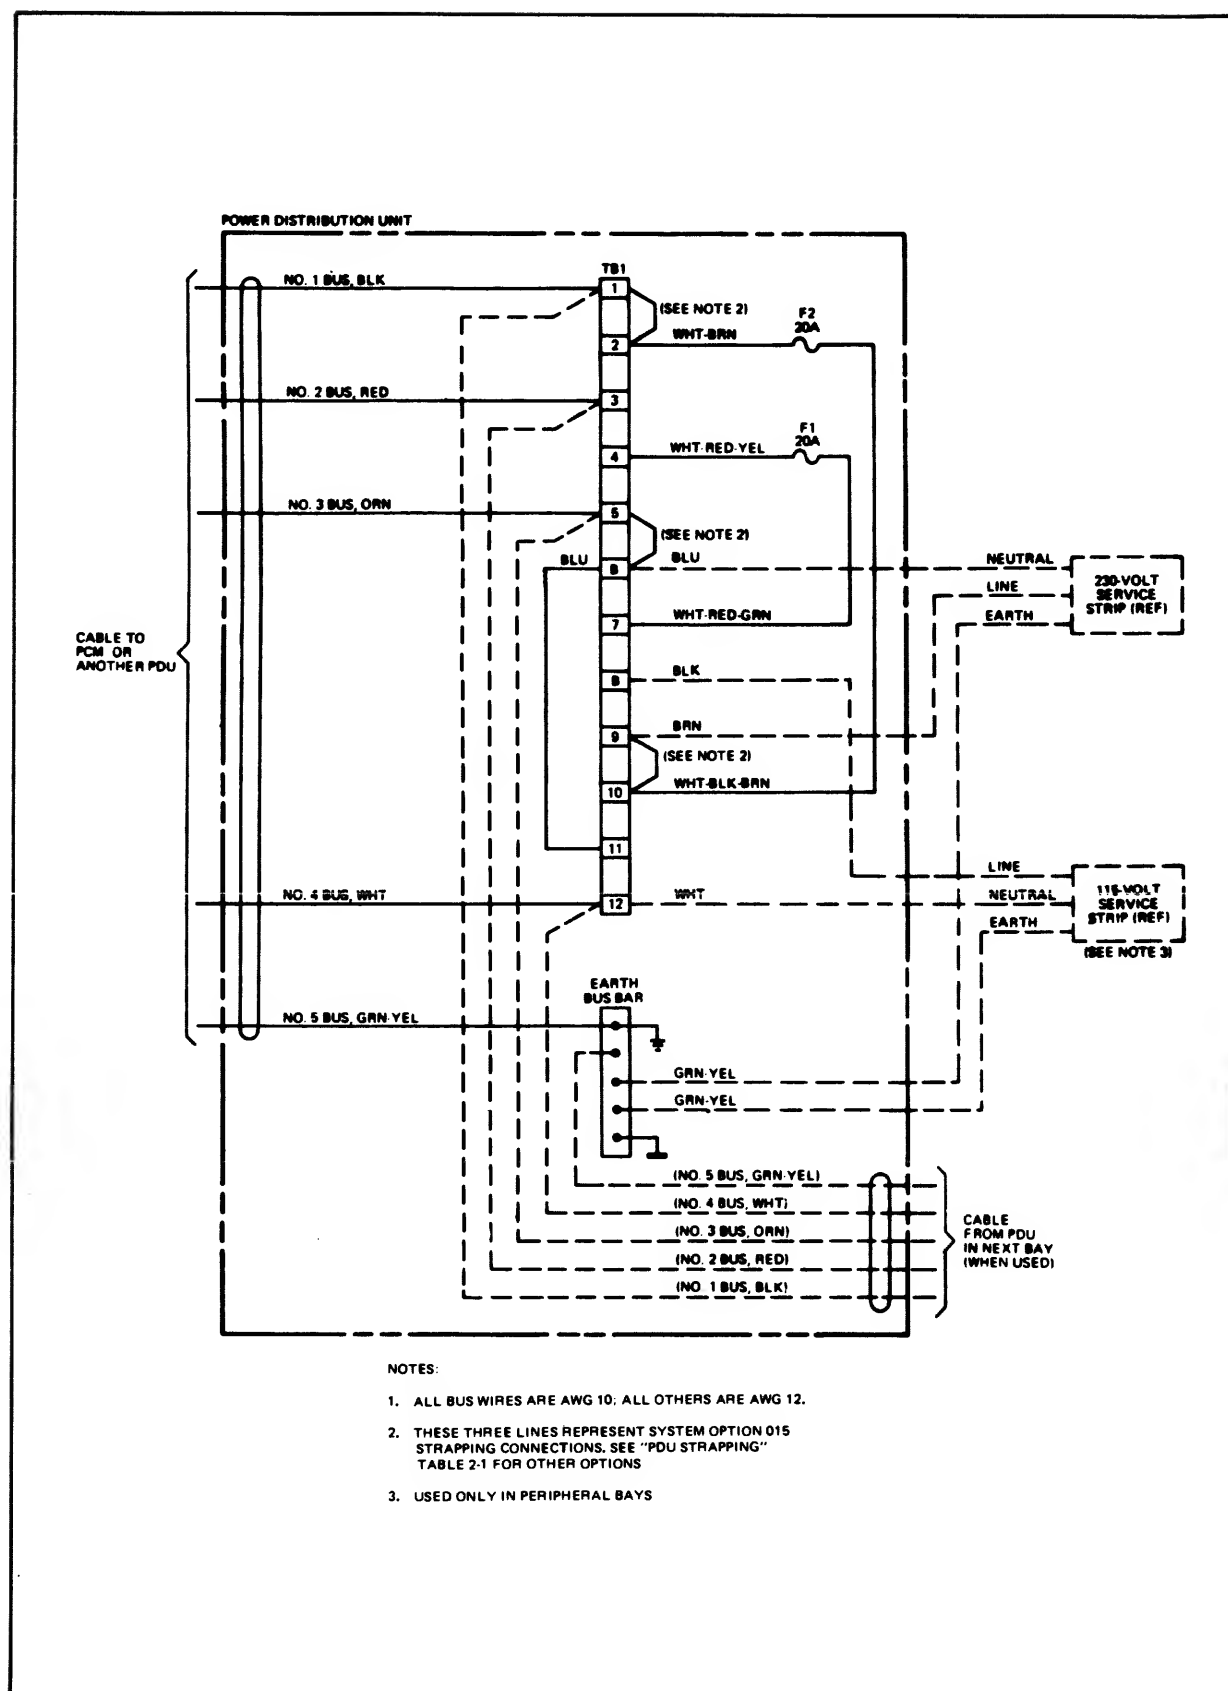 POWER DISTRIBUTION UNIT
TB1
NO. 1 BUS, BLK
1
(SEE NOTE 2)
F2
20A
2
WHT-BRN
NO. 2 BUS, RED
3
F1
20A
4
WHT-RED-YEL
NO. 3 BUS, ORN
5
(SEE NOTE 2)
BLU
BLU
NEUTRAL
LINE
EARTH
230-VOLT
SERVICE
STRIP (REF)
7
WHT-RED-GRN
CABLE TO
PCM OR
ANOTHER PDU
BLK
9
BRN
(SEE NOTE 2)
10
WHT-BLK-BRN
11
LINE
NEUTRAL
EARTH
115-VOLT
SERVICE
STRIP (REF)
(SEE NOTE 3)
NO. 4 BUS, WHT
12
WHT
EARTH
BUS BAR
NO. 5 BUS, GRN-YEL
GRN-YEL
GRN-YEL
(NO. 5 BUS, GRN-YEL)
(NO. 4 BUS, WHT)
(NO. 3 BUS, ORN)
(NO. 2 BUS, RED)
(NO. 1 BUS, BLK)
CABLE
FROM PDU
IN NEXT BAY
(WHEN USED)
NOTES:
1. ALL BUS WIRES ARE AWG 10; ALL OTHERS ARE AWG 12.
2. THESE THREE LINES REPRESENT SYSTEM OPTION 015
STRAPPING CONNECTIONS. SEE "PDU STRAPPING"
TABLE 2-1 FOR OTHER OPTIONS
3. USED ONLY IN PERIPHERAL BAYS